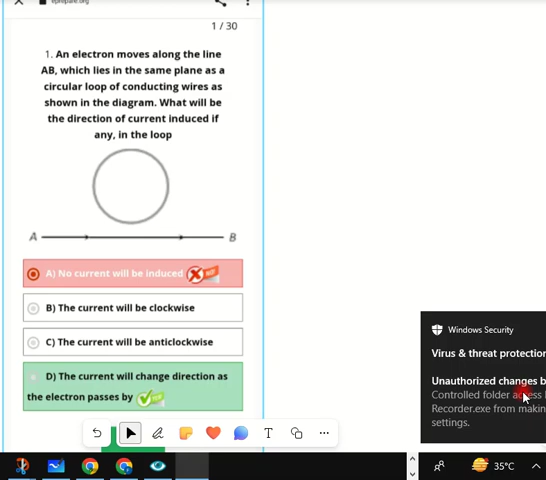 eprepare.org
1 / 30
1. An electron moves along the line
AB, which lies in the same plane as a
circular loop of conducting wires as
shown in the diagram. What will be
the direction of current induced if
any, in the loop
A
B
A) No current will be induced
B) The current will be clockwise
C) The current will be anticlockwise
D) The current will change direction as
the electron passes by
Windows Security
Virus & threat protection
Unauthorized changes b
Controlled folder access
Recorder.exe from makin
settings.
T
35°C